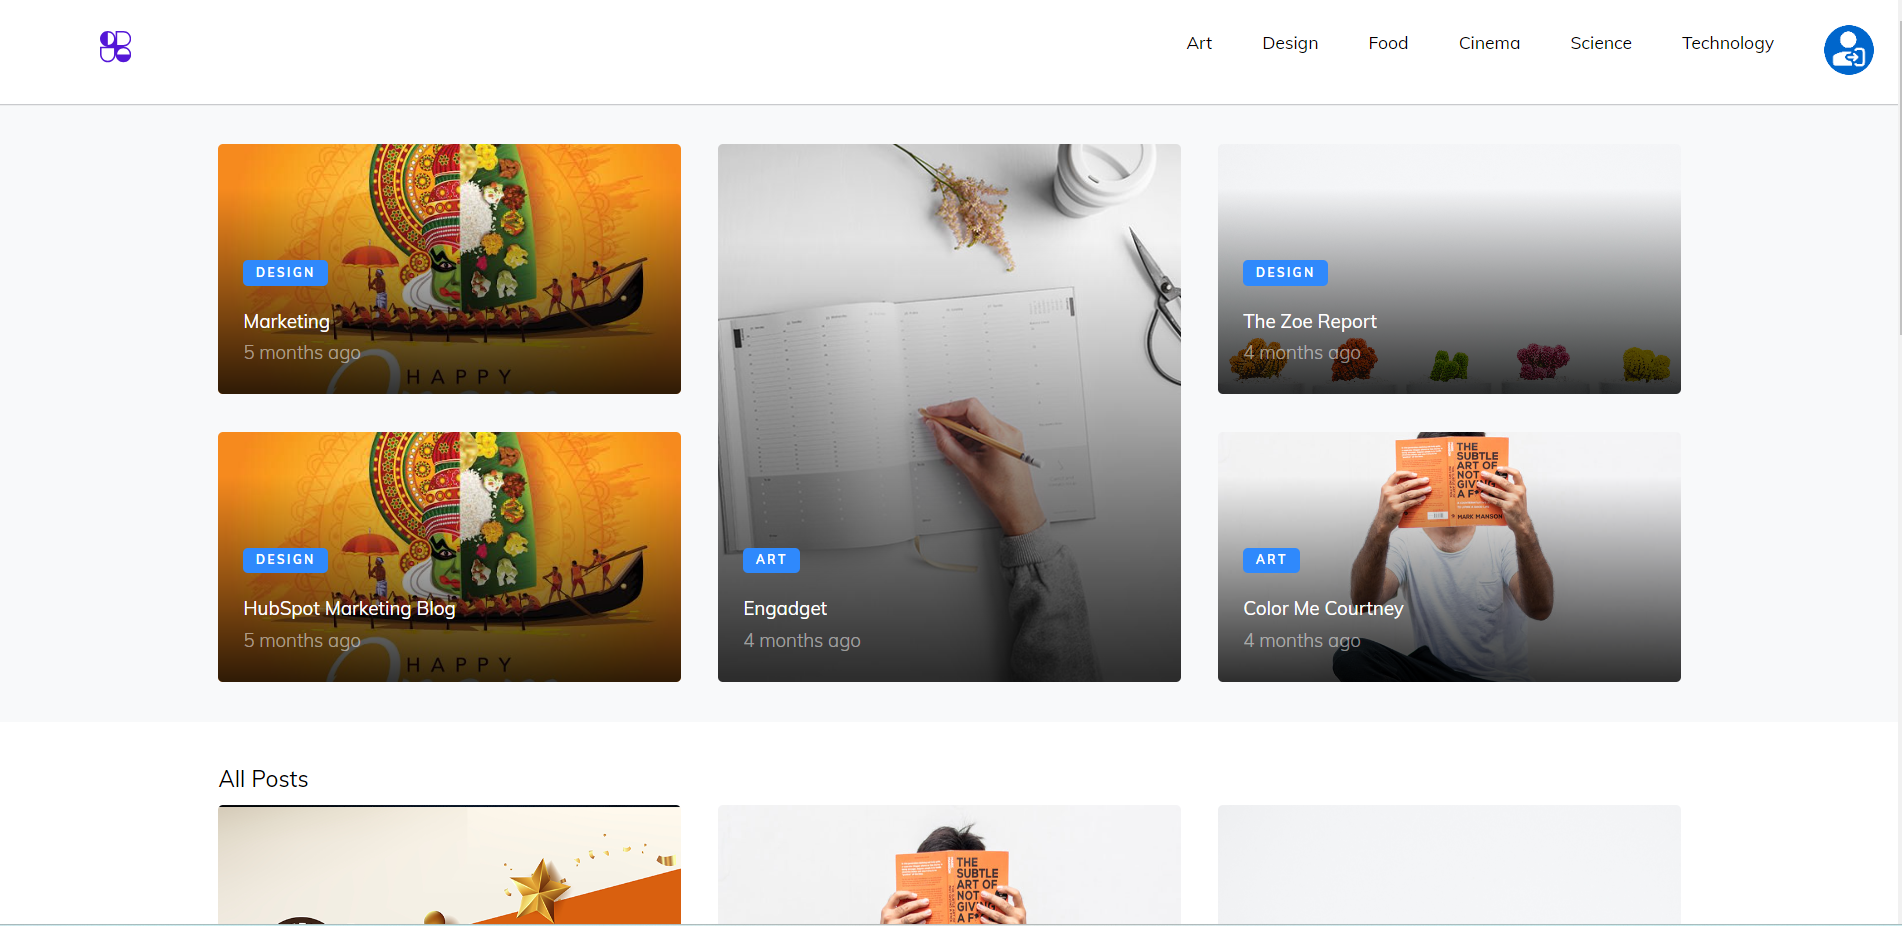 Art Design Food Cinema Science Technology
DESIGN
Marketing
5 months ago
HAPPY
DESIGN
HubSpot Marketing Blog
5 months ago
HAPPY
ART
Engadget
4 months ago
DESIGN
The Zoe Report
4 months ago
THE
SUBTLE
ART OF
NOT
GIVING
A F*
MARK MANSON
ART
Color Me Courtney
4 months ago
All Posts
THE
SUBTLE
ART OF
NOT
GIVING
A F*